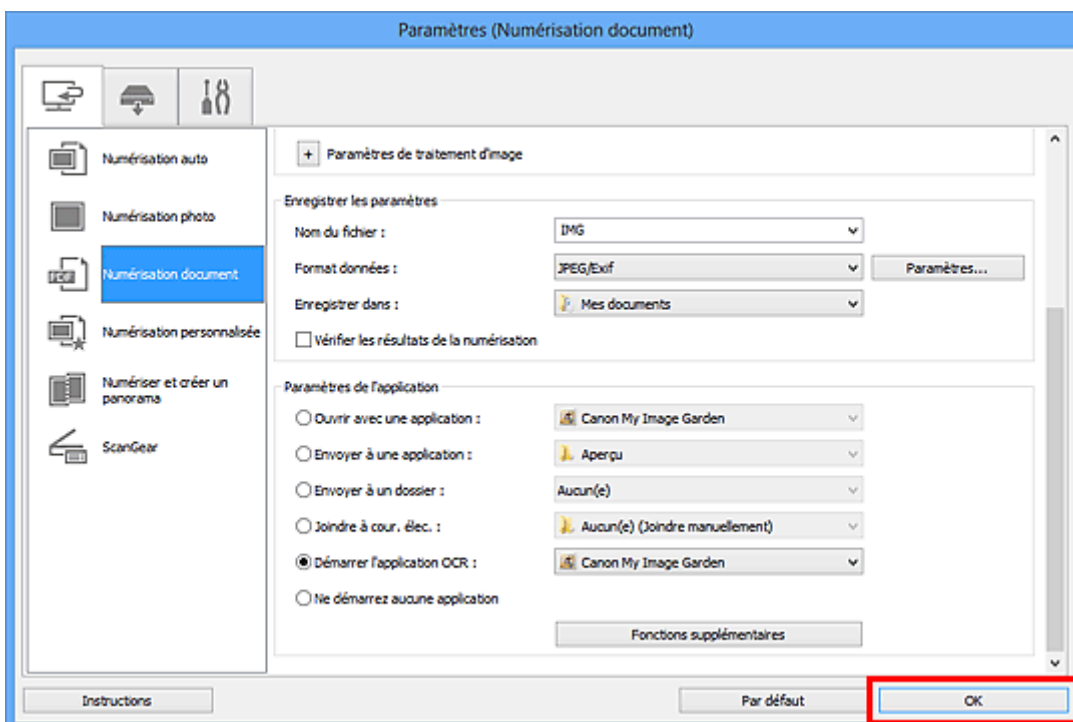 Paramètres (Numérisation document)
Numérisation auto
Numérisation photo
PDF
Numérisation document
Numérisation personnalisée
Numériser et créer un
panorama
ScanGear
+ Paramètres de traitement d'image
Enregistrer les paramètres
Nom du fichier : IMG
Format données : JPEG/Exif Paramètres...
Enregistrer dans : Mes documents
Vérifier les résultats de la numérisation
Paramètres de l'application
Ouvrir avec une application : Canon My Image Garden
Envoyer à une application : Aperçu
Envoyer à un dossier : Aucun(e)
Joindre à cour. élec. : Aucun(e) (Joindre manuellement)
Démarrer l'application OCR : Canon My Image Garden
Ne démarrez aucune application
Fonctions supplémentaires
Instructions Par défaut OK